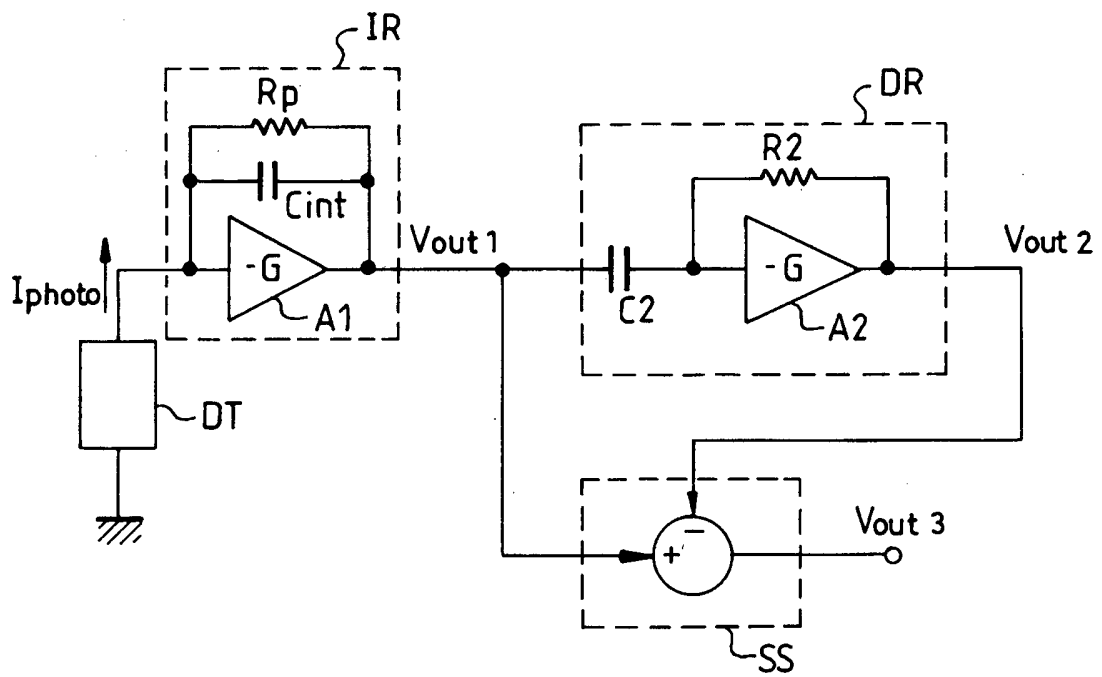 IR
Rp
DR
R2
Cint
Vout 1
Vout 2
-G
-G
Iphoto
A1
C2
A2
DT
Vout 3
−
+
SS